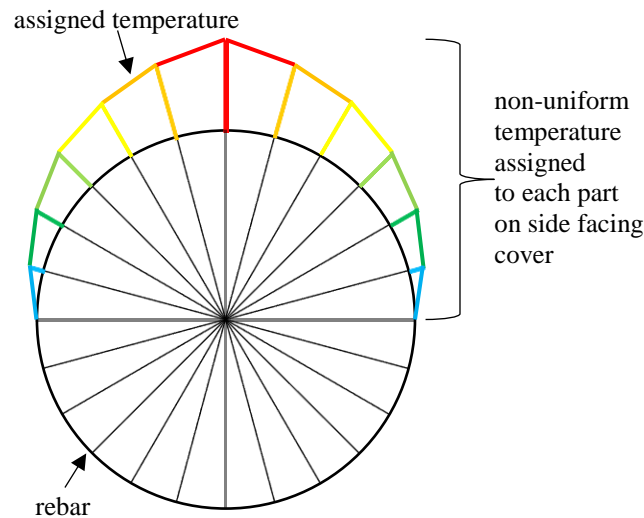 assigned temperature
non-uniform
temperature
assigned
to each part
on side facing
cover
rebar